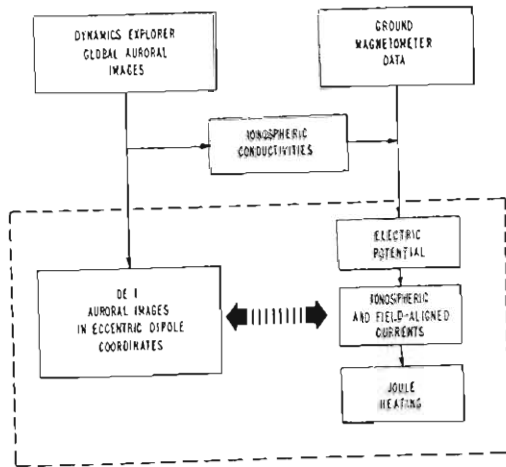 DYNAMICS EXPLORER
GLOBAL AURORAL
IMAGES
GROUND
MAGNETOMETER
DATA
IONOSPHERIC
CONDUCTIVITIES
ELECTRIC
POTENTIAL
DE 1
AURORAL IMAGES
IN ECCENTRIC DIPOLE
COORDINATES
IONOSPHERIC
AND FIELD-ALIGNED
CURRENTS
JOULE
HEATING